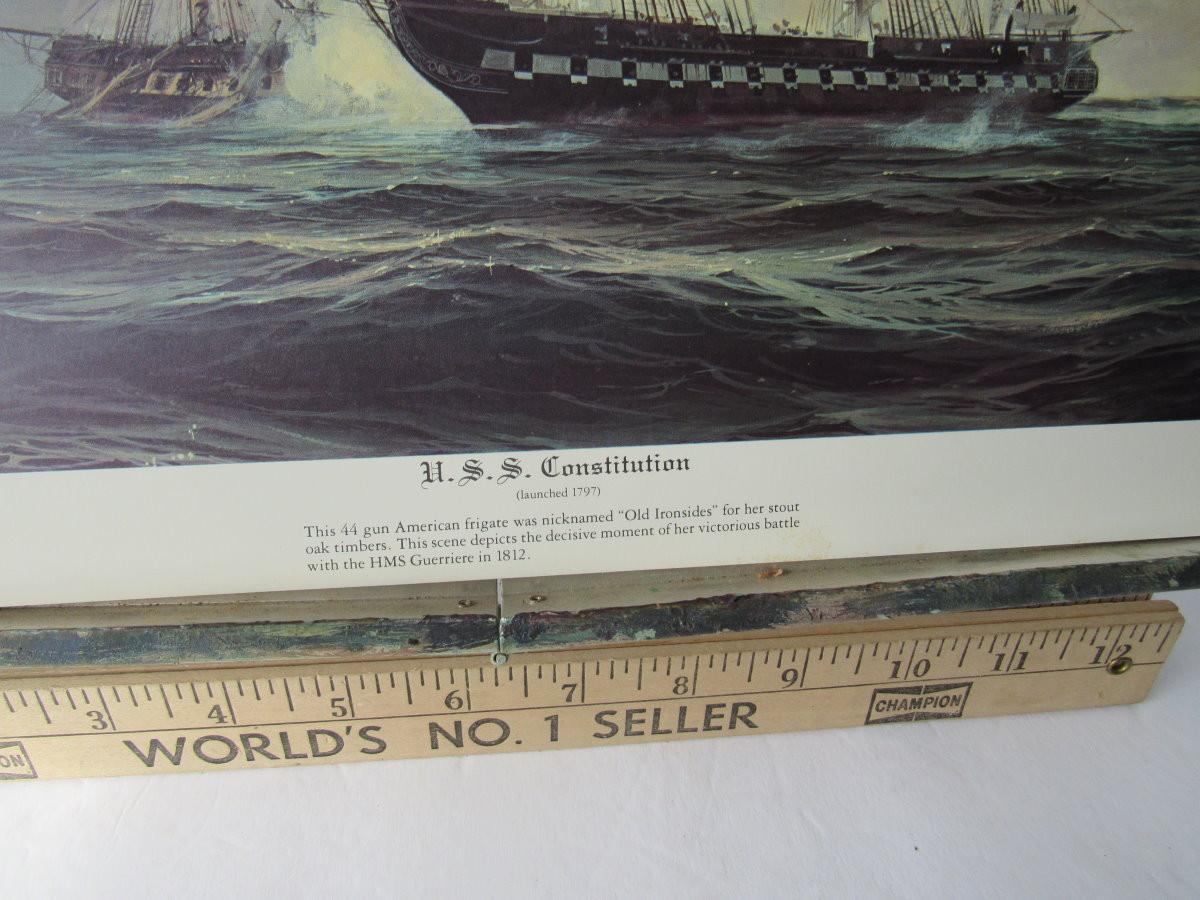 U.S.S. Constitution
(launched 1797)
This 44 gun American frigate was nicknamed “Old Ironsides” for her stout
oak timbers. This scene depicts the decisive moment of her victorious battle
with the HMS Guerriere in 1812.
3 4 5 6 7 8 9 10 11 12
CHAMPION
WORLD'S NO. 1 SELLER
ON